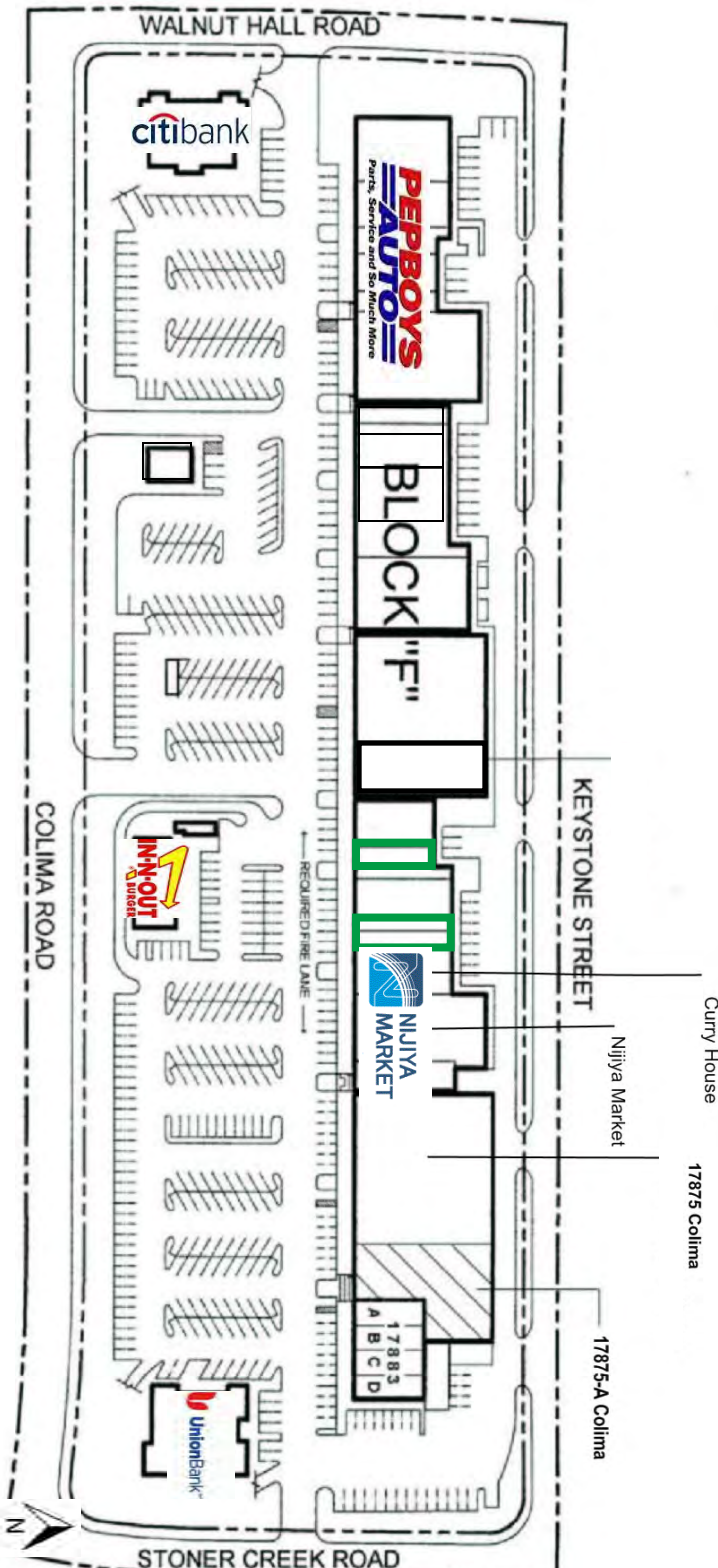 WALNUT HALL ROAD
citibank
PEPBOYS
AUTO
Parts, Service and So Much More
BLOCK "F"
KEYSTONE STREET
COLIMA ROAD
IN-N-OUT
BURGER
REQUIRED FIRE LANE
NIJIYA
MARKET
Curry House
Nijiya Market
17875 Colima
17875-A Colima
17883
A B C D
UnionBank
N
STONER CREEK ROAD